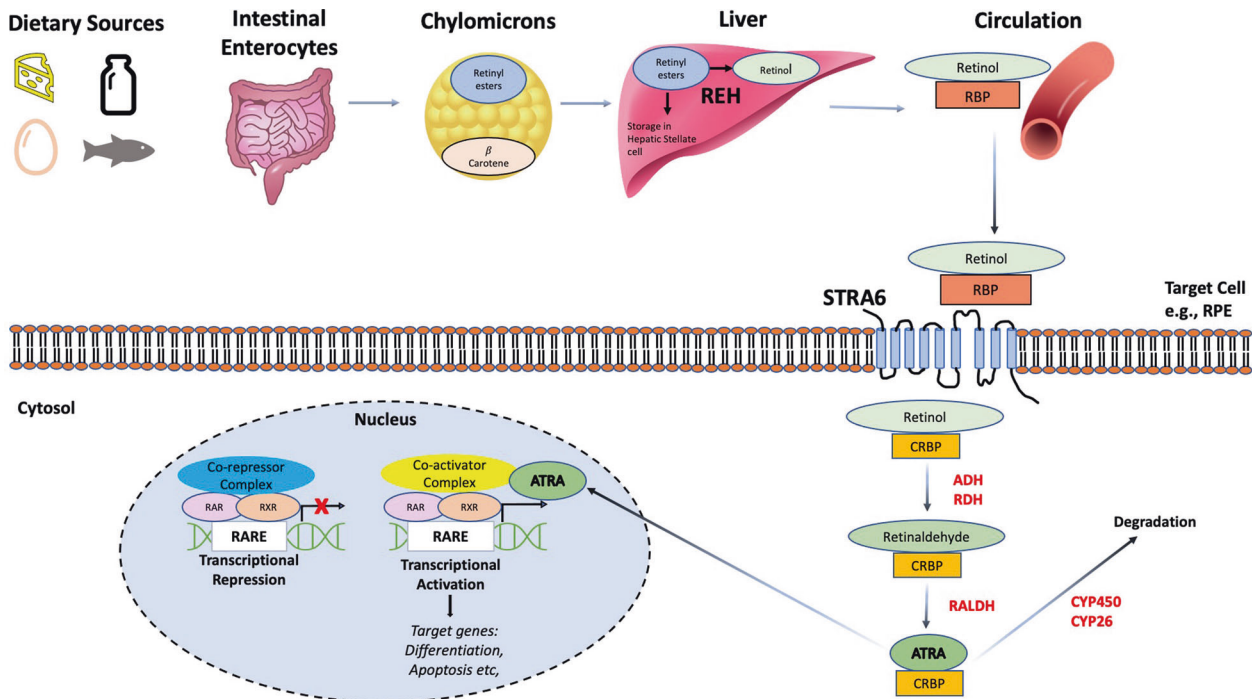 Dietary Sources
Intestinal
Enterocytes
Chylomicrons
Liver
Circulation
Retinyl
esters
β
Carotene
Retinyl
esters
Retinol
REH
Storage in
Hepatic Stellate
cell
Retinol
RBP
Retinol
RBP
STRA6
Target Cell
e.g., RPE
Cytosol
Nucleus
Co-repressor
Complex
RAR
RXR
X
RARE
Transcriptional
Repression
Co-activator
Complex
ATRA
RAR
RXR
RARE
Transcriptional
Activation
Target genes:
Differentiation,
Apoptosis etc,
Retinol
CRBP
ADH
RDH
Retinaldehyde
CRBP
RALDH
ATRA
CRBP
Degradation
CYP450
CYP26